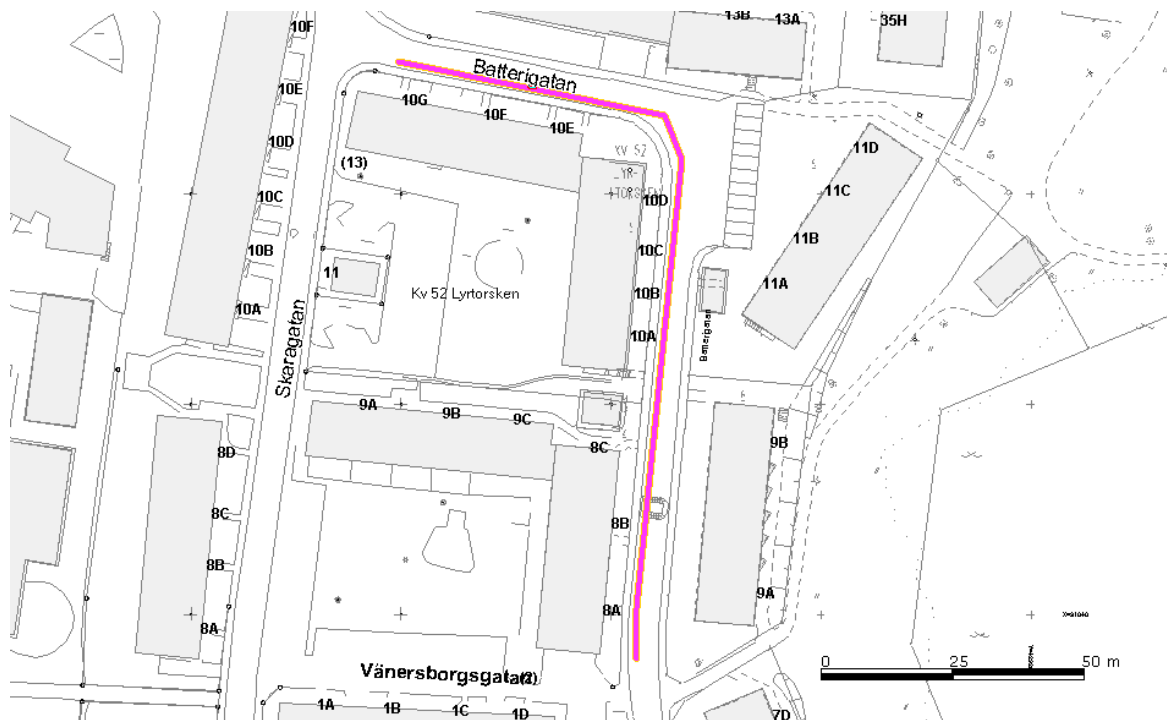 10F
13B
13A
35H
Batterigatan
10E
10G
10F
10E
10D
KV 52
(13)
11D
10C
11C
10D
10B
10C
11B
11
10B
11A
Kv 52 Lyrtorsken
10A
10A
Batterigatan
Skaragatan
9A
9B
9C
8C
9B
8D
8C
8B
8B
9A
8A
8A
Vänersborgsgatan
(2)
0
25
50 m
1A
1B
1C
1D
7D